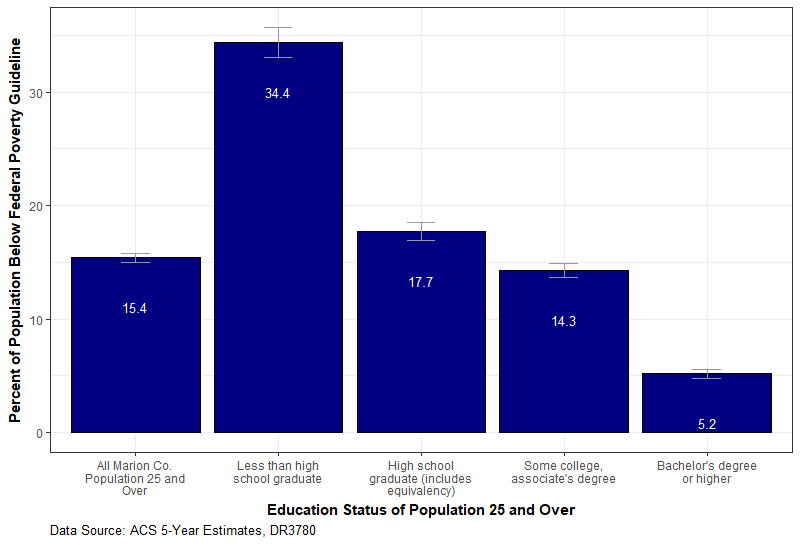 Percent of Population Below Federal Poverty Guideline
30
20
10
0
15.4
34.4
17.7
14.3
5.2
All Marion Co.
Population 25 and
Over
Less than high
school graduate
High school
graduate (includes
equivalency)
Some college,
associate's degree
Bachelor's degree
or higher
Education Status of Population 25 and Over
Data Source: ACS 5-Year Estimates, DR3780